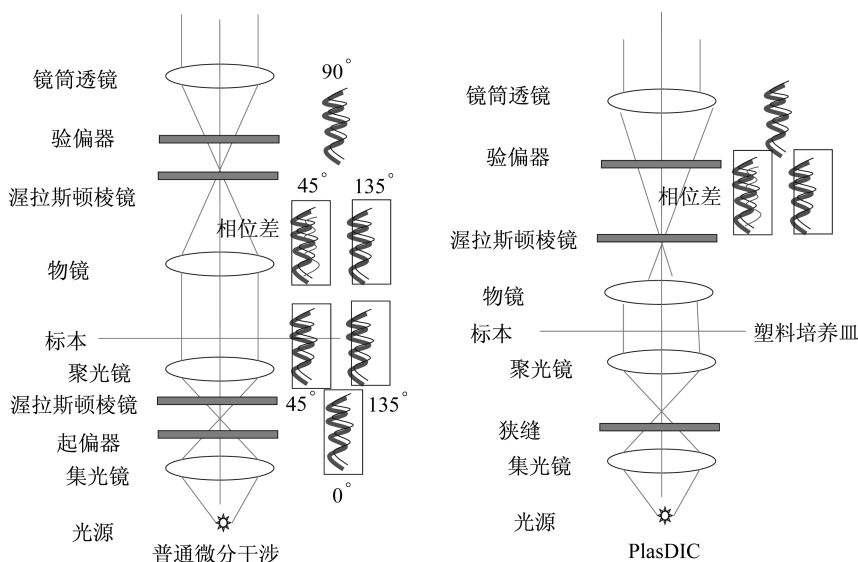 镜筒透镜
90°
验偏器
渥拉斯顿棱镜
45°
135°
相位差
物镜
标本
聚光镜
渥拉斯顿棱镜
45°
135°
起偏器
集光镜
0°
光源
普通微分干涉
镜筒透镜
验偏器
相位差
渥拉斯顿棱镜
物镜
标本
塑料培养皿
聚光镜
狭缝
集光镜
光源
PlasDIC